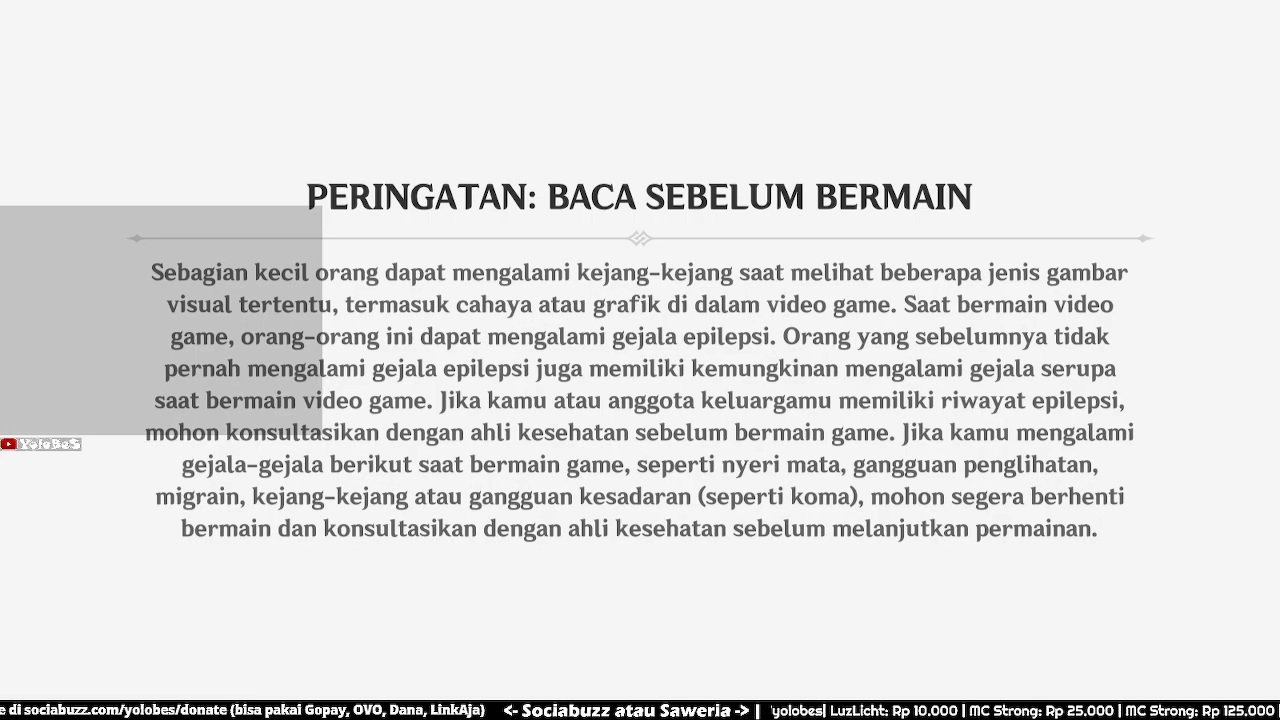 PERINGATAN: BACA SEBELUM BERMAIN
Sebagian kecil orang dapat mengalami kejang-kejang saat melihat beberapa jenis gambar
visual tertentu, termasuk cahaya atau grafik di dalam video game. Saat bermain video
game, orang-orang ini dapat mengalami gejala epilepsi. Orang yang sebelumnya tidak
pernah mengalami gejala epilepsi juga memiliki kemungkinan mengalami gejala serupa
saat bermain video game. Jika kamu atau anggota keluargamu memiliki riwayat epilepsi,
mohon konsultasikan dengan ahli kesehatan sebelum bermain game. Jika kamu mengalami
gejala-gejala berikut saat bermain game, seperti nyeri mata, gangguan penglihatan,
migrain, kejang-kejang atau gangguan kesadaran (seperti koma), mohon segera berhenti
bermain dan konsultasikan dengan ahli kesehatan sebelum melanjutkan permainan.
YoloBeS
e di sociabuzz.com/yolobes/donate (bisa pakai Gopay, OVO, Dana, LinkAja) <- Sociabuzz atau Saweria -> | 'yolobes| LuzLicht: Rp 10.000 | MC Strong: Rp 25.000 | MC Strong: Rp 125.000